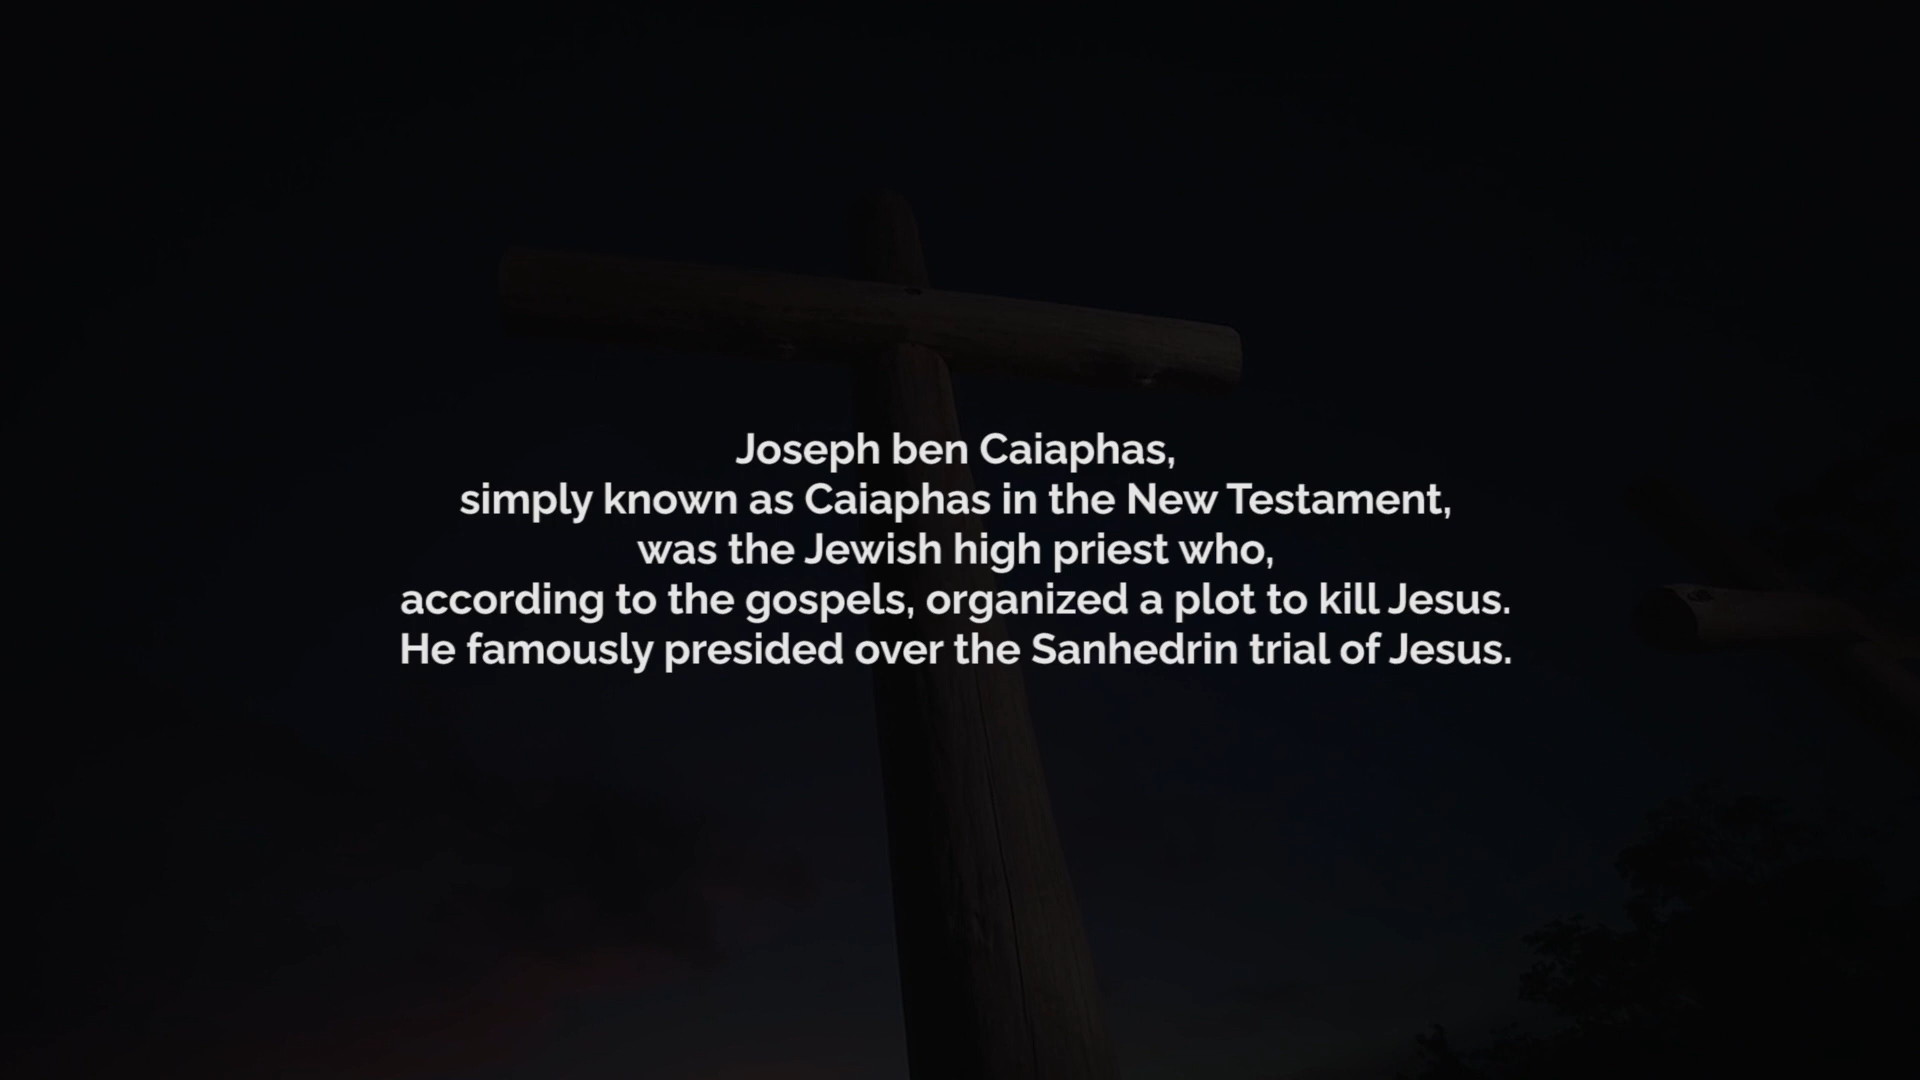 Joseph ben Caiaphas,
simply known as Caiaphas in the New Testament,
was the Jewish high priest who,
according to the gospels, organized a plot to kill Jesus.
He famously presided over the Sanhedrin trial of Jesus.